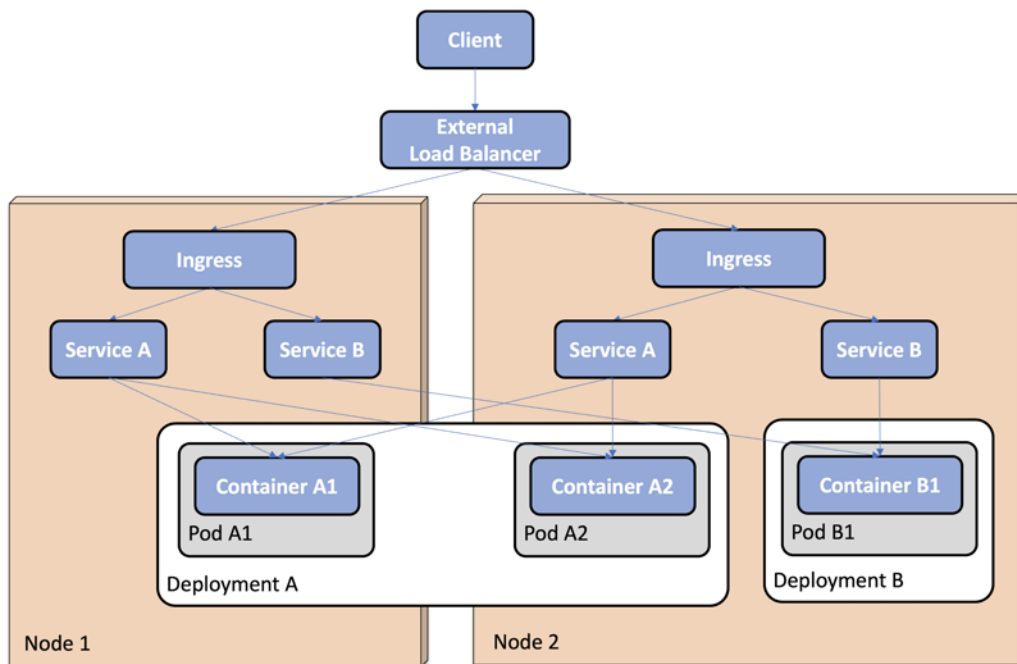 Client
External
Load Balancer
Ingress
Ingress
Service A
Service B
Service A
Service B
Container A1
Container A2
Container B1
Pod A1
Pod A2
Pod B1
Deployment A
Deployment B
Node 1
Node 2